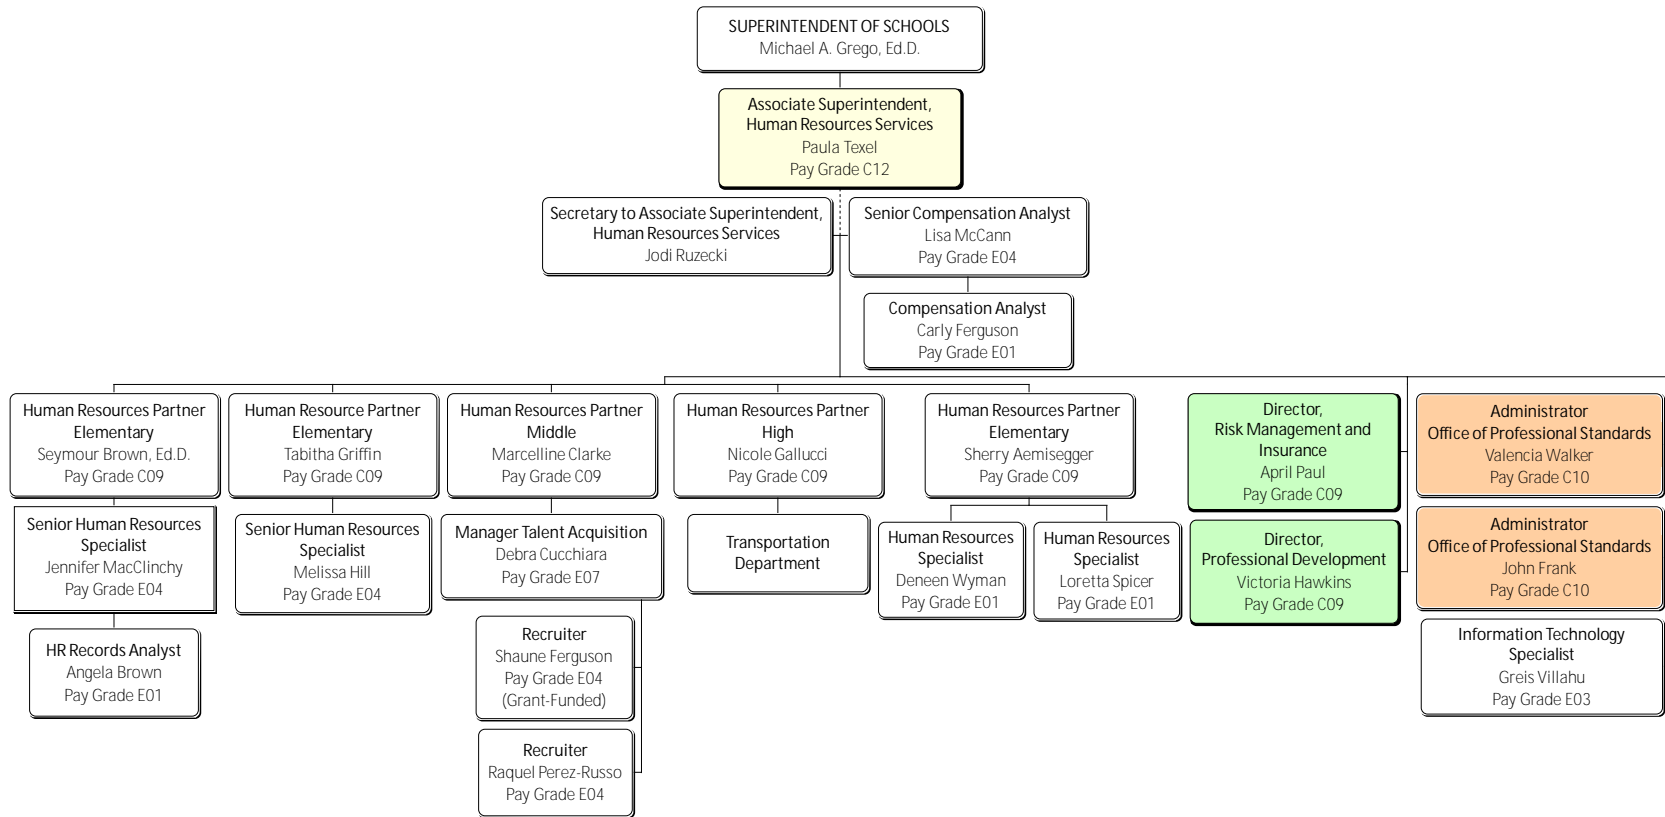 SUPERINTENDENT OF SCHOOLS
Michael A. Grego, Ed.D.
Associate Superintendent,
Human Resources Services
Paula Texel
Pay Grade C12
Secretary to Associate Superintendent,
Human Resources Services
Jodi Ruzecki
Senior Compensation Analyst
Lisa McCann
Pay Grade E04
Compensation Analyst
Carly Ferguson
Pay Grade E01
Human Resources Partner
Elementary
Seymour Brown, Ed.D.
Pay Grade C09
Human Resource Partner
Elementary
Tabitha Griffin
Pay Grade C09
Human Resources Partner
Middle
Marcelline Clarke
Pay Grade C09
Human Resources Partner
High
Nicole Gallucci
Pay Grade C09
Human Resources Partner
Elementary
Sherry Aemisegger
Pay Grade C09
Director,
Risk Management and
Insurance
April Paul
Pay Grade C09
Administrator
Office of Professional Standards
Valencia Walker
Pay Grade C10
Senior Human Resources
Specialist
Jennifer MacClinchy
Pay Grade E04
Senior Human Resources
Specialist
Melissa Hill
Pay Grade E04
Manager Talent Acquisition
Debra Cucchiara
Pay Grade E07
Transportation
Department
Human Resources
Specialist
Deneen Wyman
Pay Grade E01
Human Resources
Specialist
Loretta Spicer
Pay Grade E01
Director,
Professional Development
Victoria Hawkins
Pay Grade C09
Administrator
Office of Professional Standards
John Frank
Pay Grade C10
HR Records Analyst
Angela Brown
Pay Grade E01
Recruiter
Shaune Ferguson
Pay Grade E04
(Grant-Funded)
Information Technology
Specialist
Greis Villahu
Pay Grade E03
Recruiter
Raquel Perez-Russo
Pay Grade E04